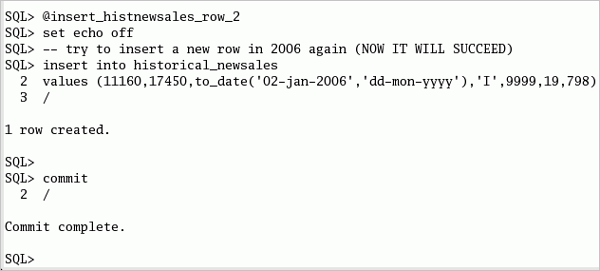 SQL> @insert_histnewsales_row_2
SQL> set echo off
SQL> -- try to insert a new row in 2006 again (NOW IT WILL SUCCEED)
SQL> insert into historical_newsales
  2  values (11160,17450,to_date('02-jan-2006','dd-mon-yyyy'),'I',9999,19,798)
  3  /
1 row created.
SQL>
SQL> commit
  2  /
Commit complete.
SQL>